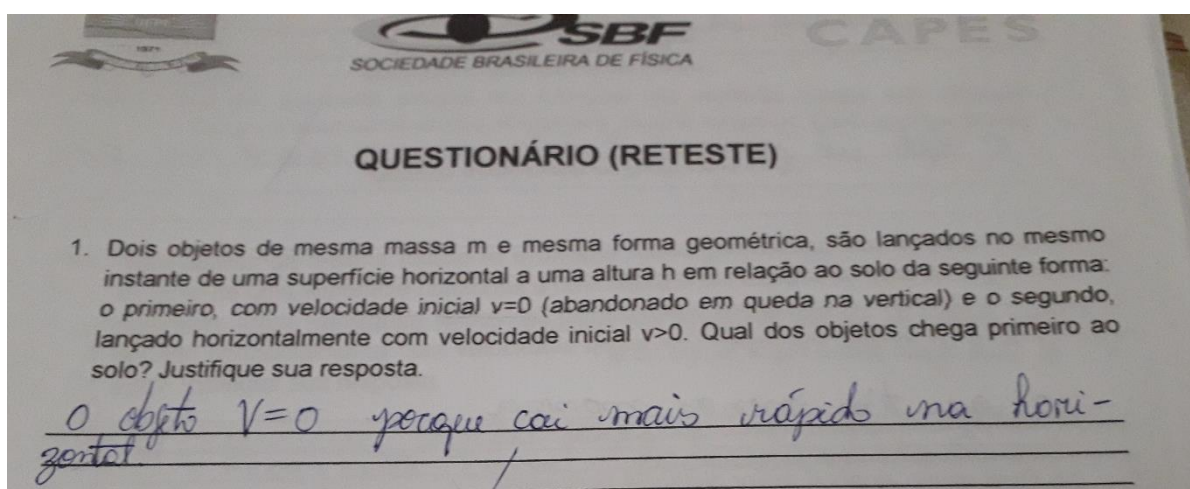 1971
SBF
CAPES
SOCIEDADE BRASILEIRA DE FÍSICA
QUESTIONÁRIO (RETESTE)
1. Dois objetos de mesma massa m e mesma forma geométrica, são lançados no mesmo
instante de uma superfície horizontal a uma altura h em relação ao solo da seguinte forma:
o primeiro, com velocidade inicial v=0 (abandonado em queda na vertical) e o segundo,
lançado horizontalmente com velocidade inicial v>0. Qual dos objetos chega primeiro ao
solo? Justifique sua resposta.
O objeto V=0 porque cai mais rápido na hori-
zontal.